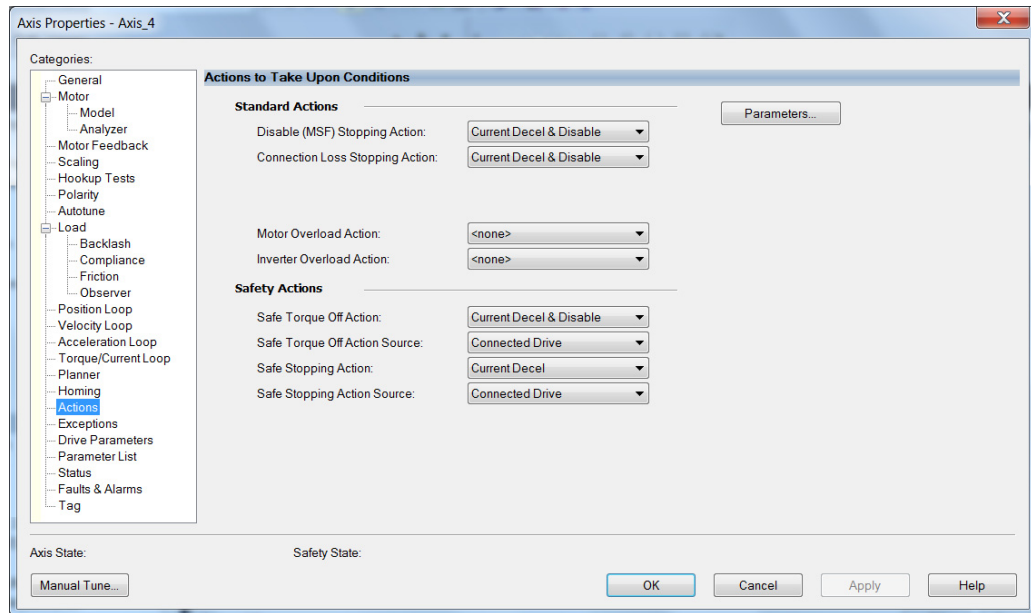 Axis Properties - Axis_4
Categories:
General
Motor
Model
Analyzer
Motor Feedback
Scaling
Hookup Tests
Polarity
Autotune
Load
Backlash
Compliance
Friction
Observer
Position Loop
Velocity Loop
Acceleration Loop
Torque/Current Loop
Planner
Homing
Actions
Exceptions
Drive Parameters
Parameter List
Status
Faults & Alarms
Tag
Actions to Take Upon Conditions
Standard Actions
Parameters...
Disable (MSF) Stopping Action: Current Decel & Disable
Connection Loss Stopping Action: Current Decel & Disable
Motor Overload Action: <none>
Inverter Overload Action: <none>
Safety Actions
Safe Torque Off Action: Current Decel & Disable
Safe Torque Off Action Source: Connected Drive
Safe Stopping Action: Current Decel
Safe Stopping Action Source: Connected Drive
Axis State: Safety State:
Manual Tune... OK Cancel Apply Help